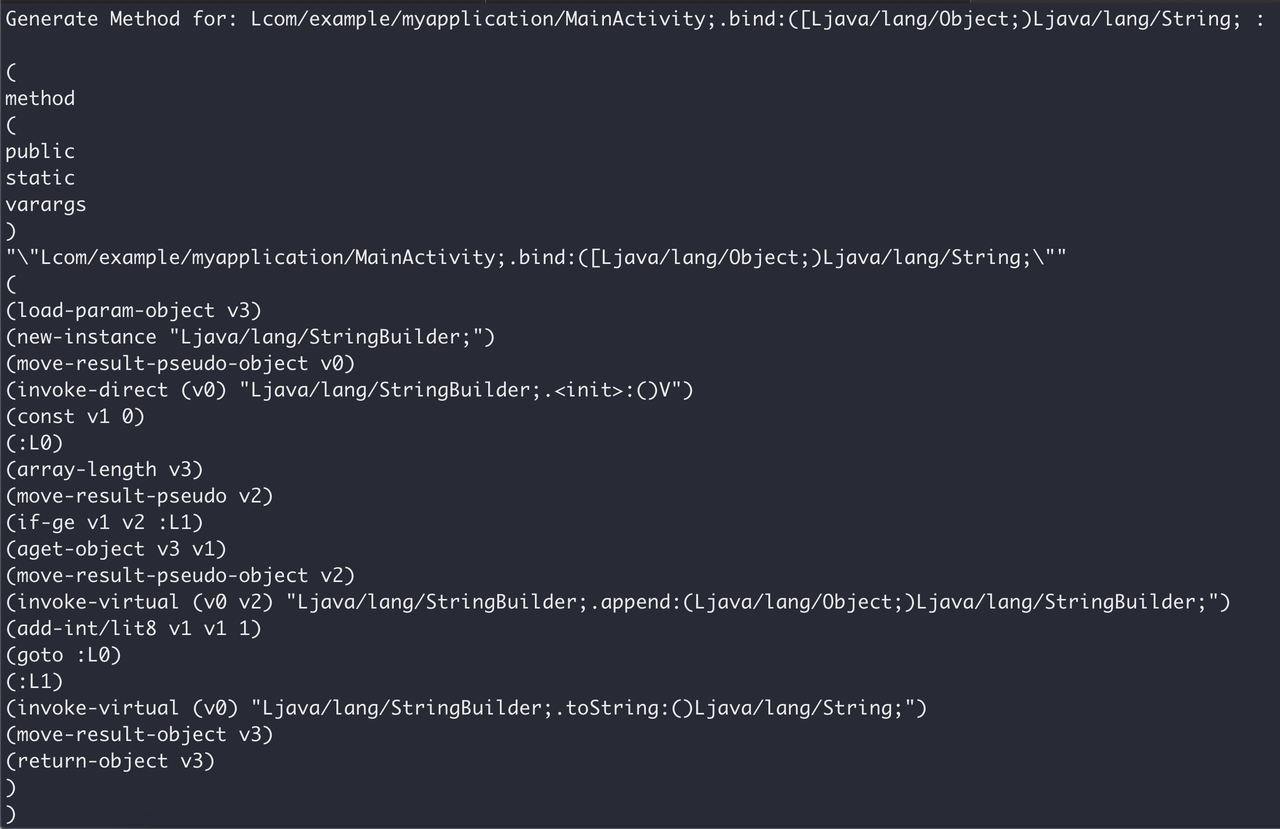 Generate Method for: Lcom/example/myapplication/MainActivity;.bind:([Ljava/lang/Object;)Ljava/lang/String; :
(
method
(
public
static
varargs
)
"\"Lcom/example/myapplication/MainActivity;.bind:([Ljava/lang/Object;)Ljava/lang/String;\""
(
(load-param-object v3)
(new-instance "Ljava/lang/StringBuilder;")
(move-result-pseudo-object v0)
(invoke-direct (v0) "Ljava/lang/StringBuilder;.<init>:()V")
(const v1 0)
(:L0)
(array-length v3)
(move-result-pseudo v2)
(if-ge v1 v2 :L1)
(aget-object v3 v1)
(move-result-pseudo-object v2)
(invoke-virtual (v0 v2) "Ljava/lang/StringBuilder;.append:(Ljava/lang/Object;)Ljava/lang/StringBuilder;")
(add-int/lit8 v1 v1 1)
(goto :L0)
(:L1)
(invoke-virtual (v0) "Ljava/lang/StringBuilder;.toString:()Ljava/lang/String;")
(move-result-object v3)
(return-object v3)
)
)